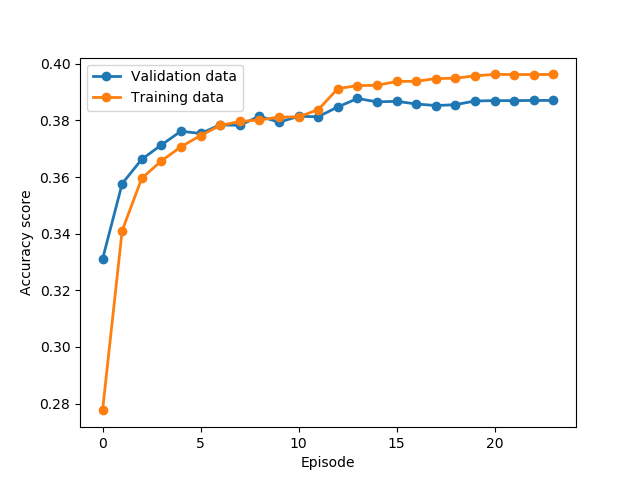 Validation data
Training data
0.40
0.38
0.36
0.34
0.32
0.30
0.28
Accuracy score
0 5 10 15 20
Episode